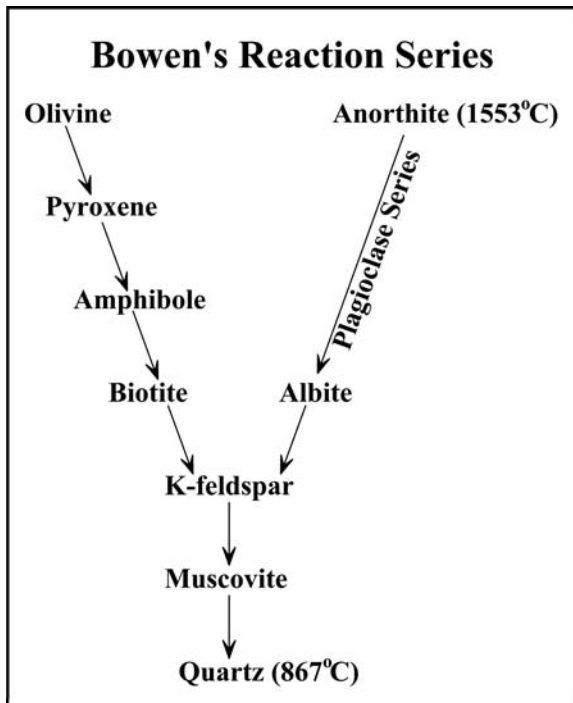 Bowen's Reaction Series
Olivine
Anorthite (1553°C)
Pyroxene
Plagioclase Series
Amphibole
Biotite
Albite
K-feldspar
Muscovite
Quartz (867°C)